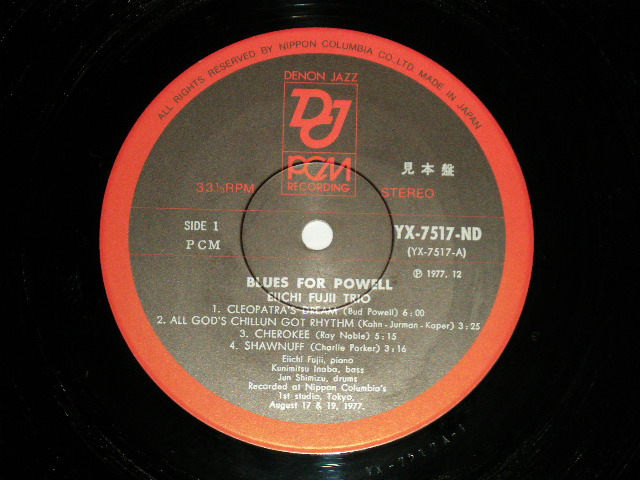 ALL RIGHTS RESERVED BY NIPPON COLUMBIA CO., LTD. MADE IN JAPAN
DENON JAZZ
DJ
PCM
RECORDING
見本盤
33⅓RPM
STEREO
SIDE 1
PCM
YX-7517-ND
(YX-7517-A)
Ⓟ 1977. 12
BLUES FOR POWELL
EIICHI FUJII TRIO
1. CLEOPATRA'S DREAM (Bud Powell) 6:00
2. ALL GOD'S CHILLUN GOT RHYTHM (Kahn-Jurman-Kaper) 3:25
3. CHEROKEE (Ray Noble) 5:15
4. SHAWNUFF (Charlie Parker) 3:16
Eiichi Fujii, piano
Kunimitsu Inaba, bass
Jun Shimizu, drums
Recorded at Nippon Columbia's
1st studio, Tokyo,
August 17 & 19, 1977.
YX-7517A-1